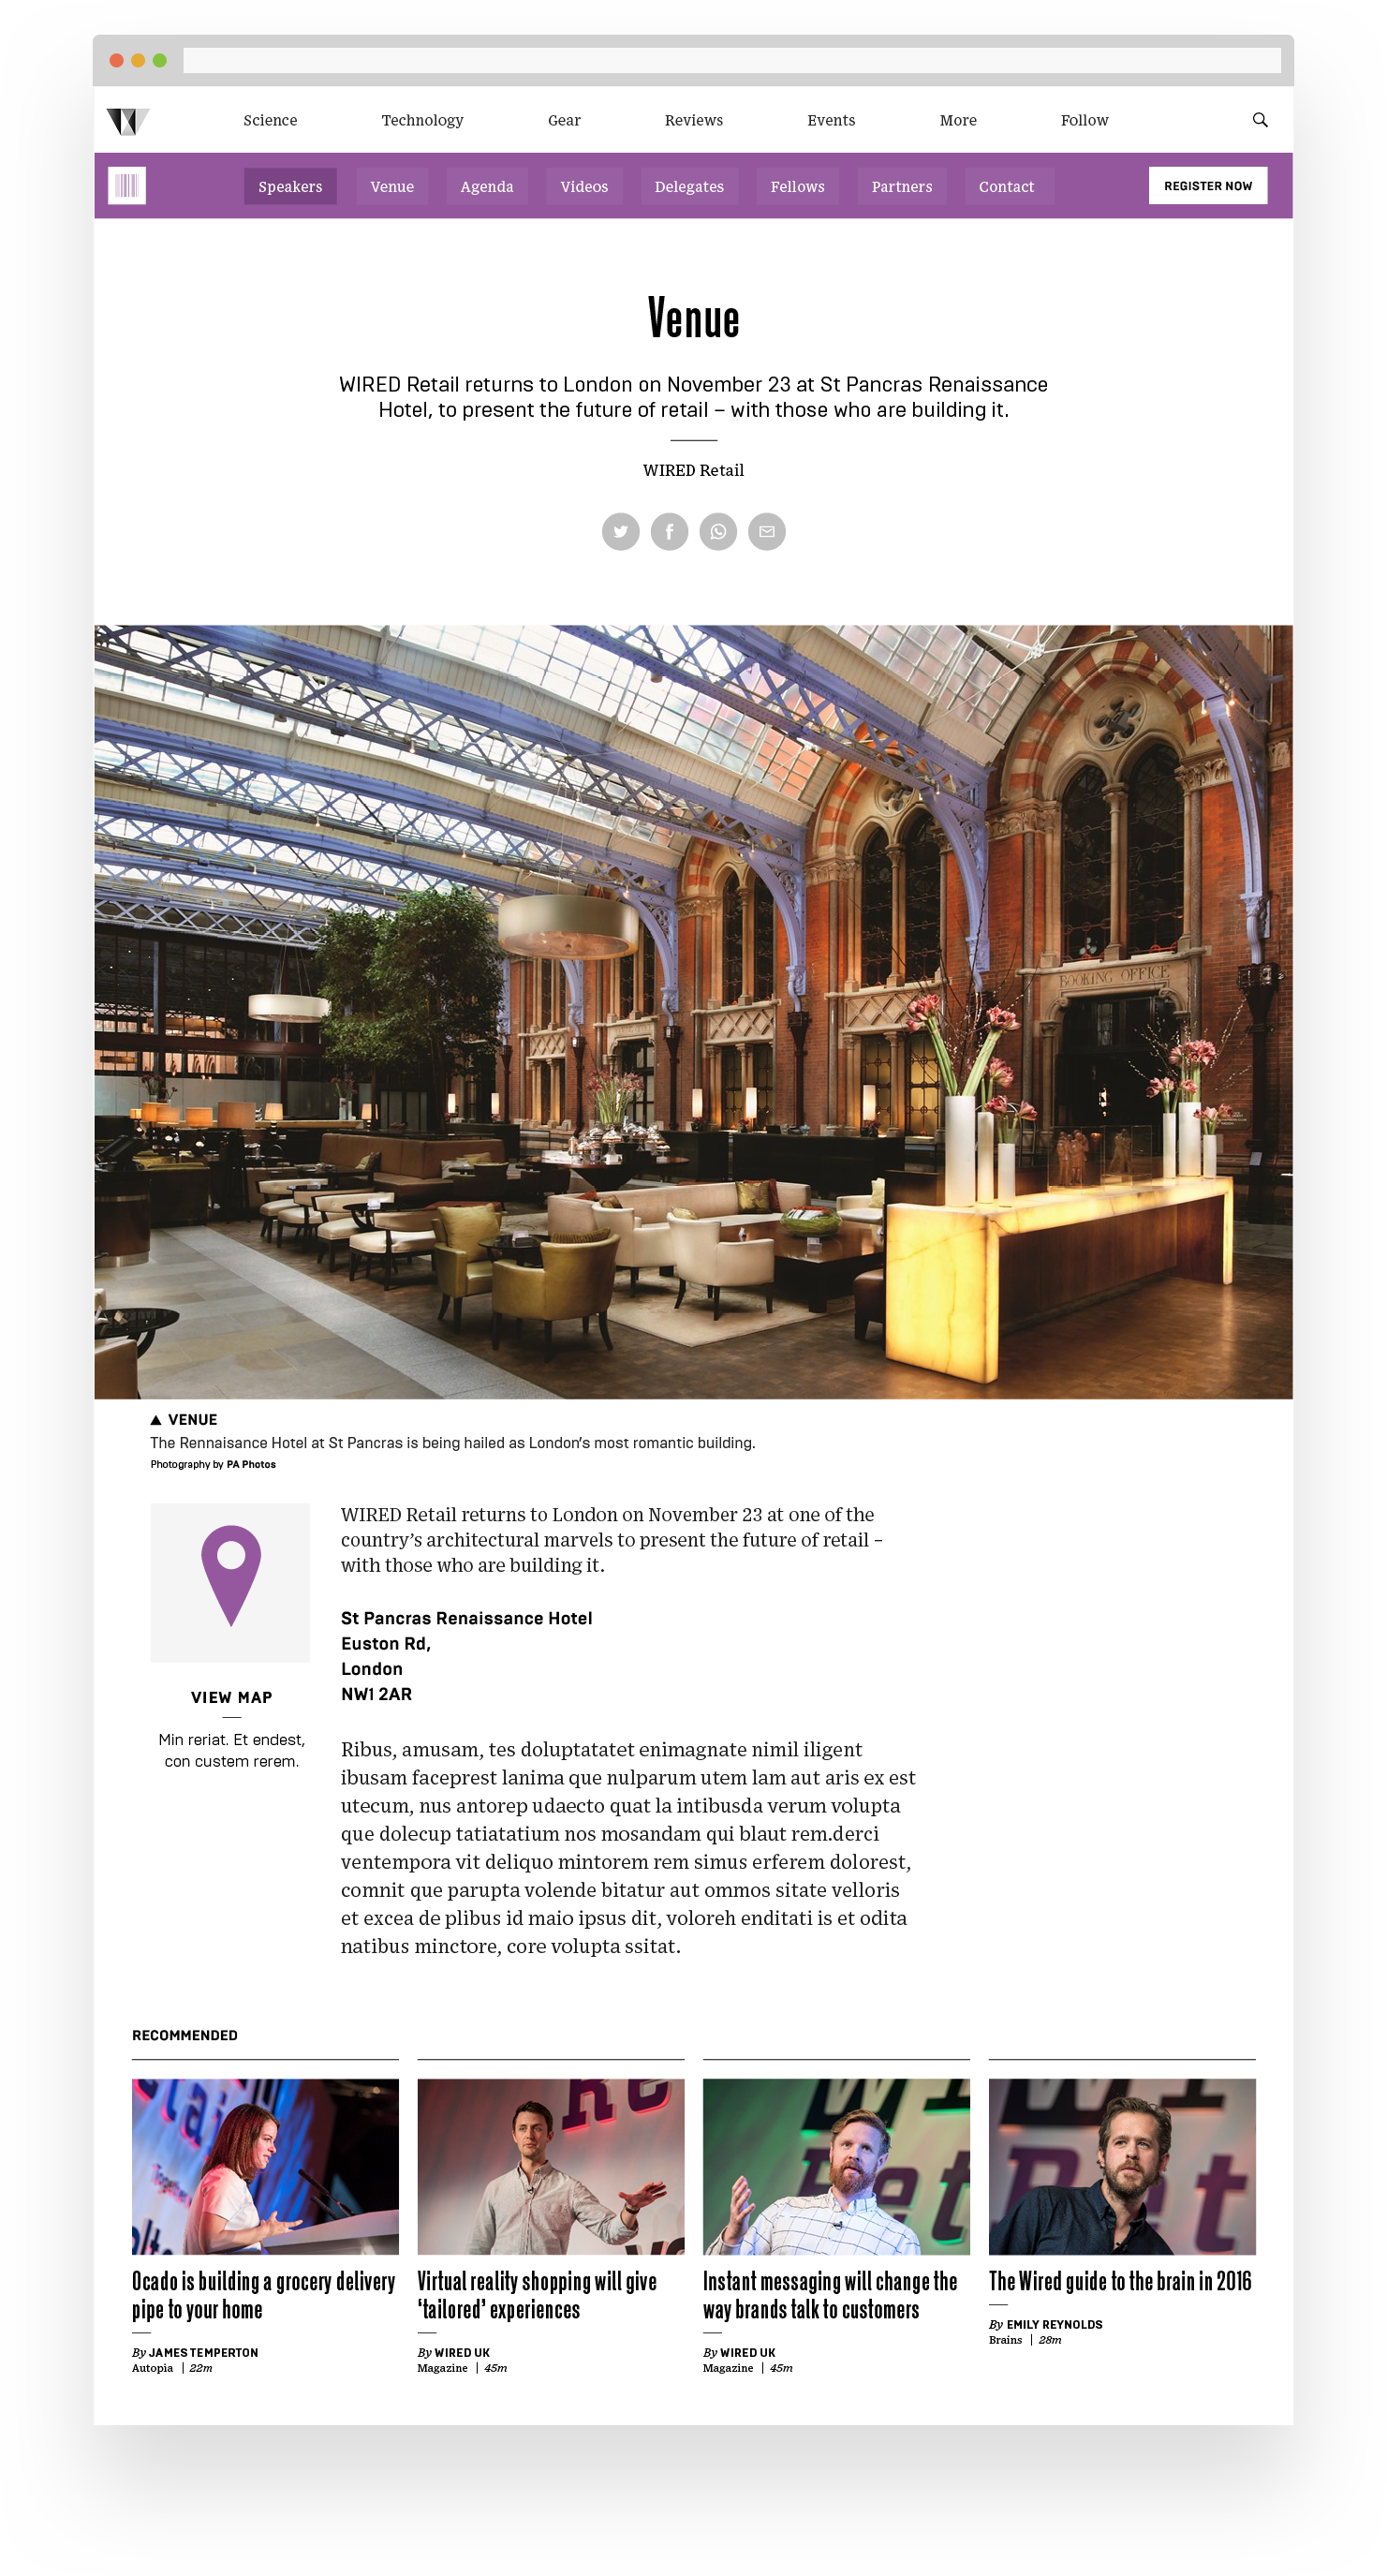 Science Technology Gear Reviews Events More Follow
Speakers Venue Agenda Videos Delegates Fellows Partners Contact REGISTER NOW
Venue
WIRED Retail returns to London on November 23 at St Pancras Renaissance
Hotel, to present the future of retail – with those who are building it.
WIRED Retail
BOOKING OFFICE
VENUE
The Rennaisance Hotel at St Pancras is being hailed as London’s most romantic building.
Photography by PA Photos
WIRED Retail returns to London on November 23 at one of the
country’s architectural marvels to present the future of retail –
with those who are building it.
St Pancras Renaissance Hotel
Euston Rd,
London
NW1 2AR
VIEW MAP
Min reriat. Et endest,
con custem rerem.
Ribus, amusam, tes doluptatatet enimagnate nimil iligent
ibusam faceprest lanima que nulparum utem lam aut aris ex est
utecum, nus antorep udaecto quat la intibusda verum volupta
que dolecup tatiatatium nos mosandam qui blaut rem.derci
ventempora vit deliquo mintorem rem simus erferem dolorest,
comnit que parupta volende bitatur aut ommos sitate velloris
et excea de plibus id maio ipsus dit, voloreh enditati is et odita
natibus minctore, core volupta ssitat.
RECOMMENDED
Ocado is building a grocery delivery
pipe to your home
By JAMES TEMPERTON
Autopia | 22m
Virtual reality shopping will give
‘tailored’ experiences
By WIRED UK
Magazine | 45m
Instant messaging will change the
way brands talk to customers
By WIRED UK
Magazine | 45m
The Wired guide to the brain in 2016
By EMILY REYNOLDS
Brains | 28m